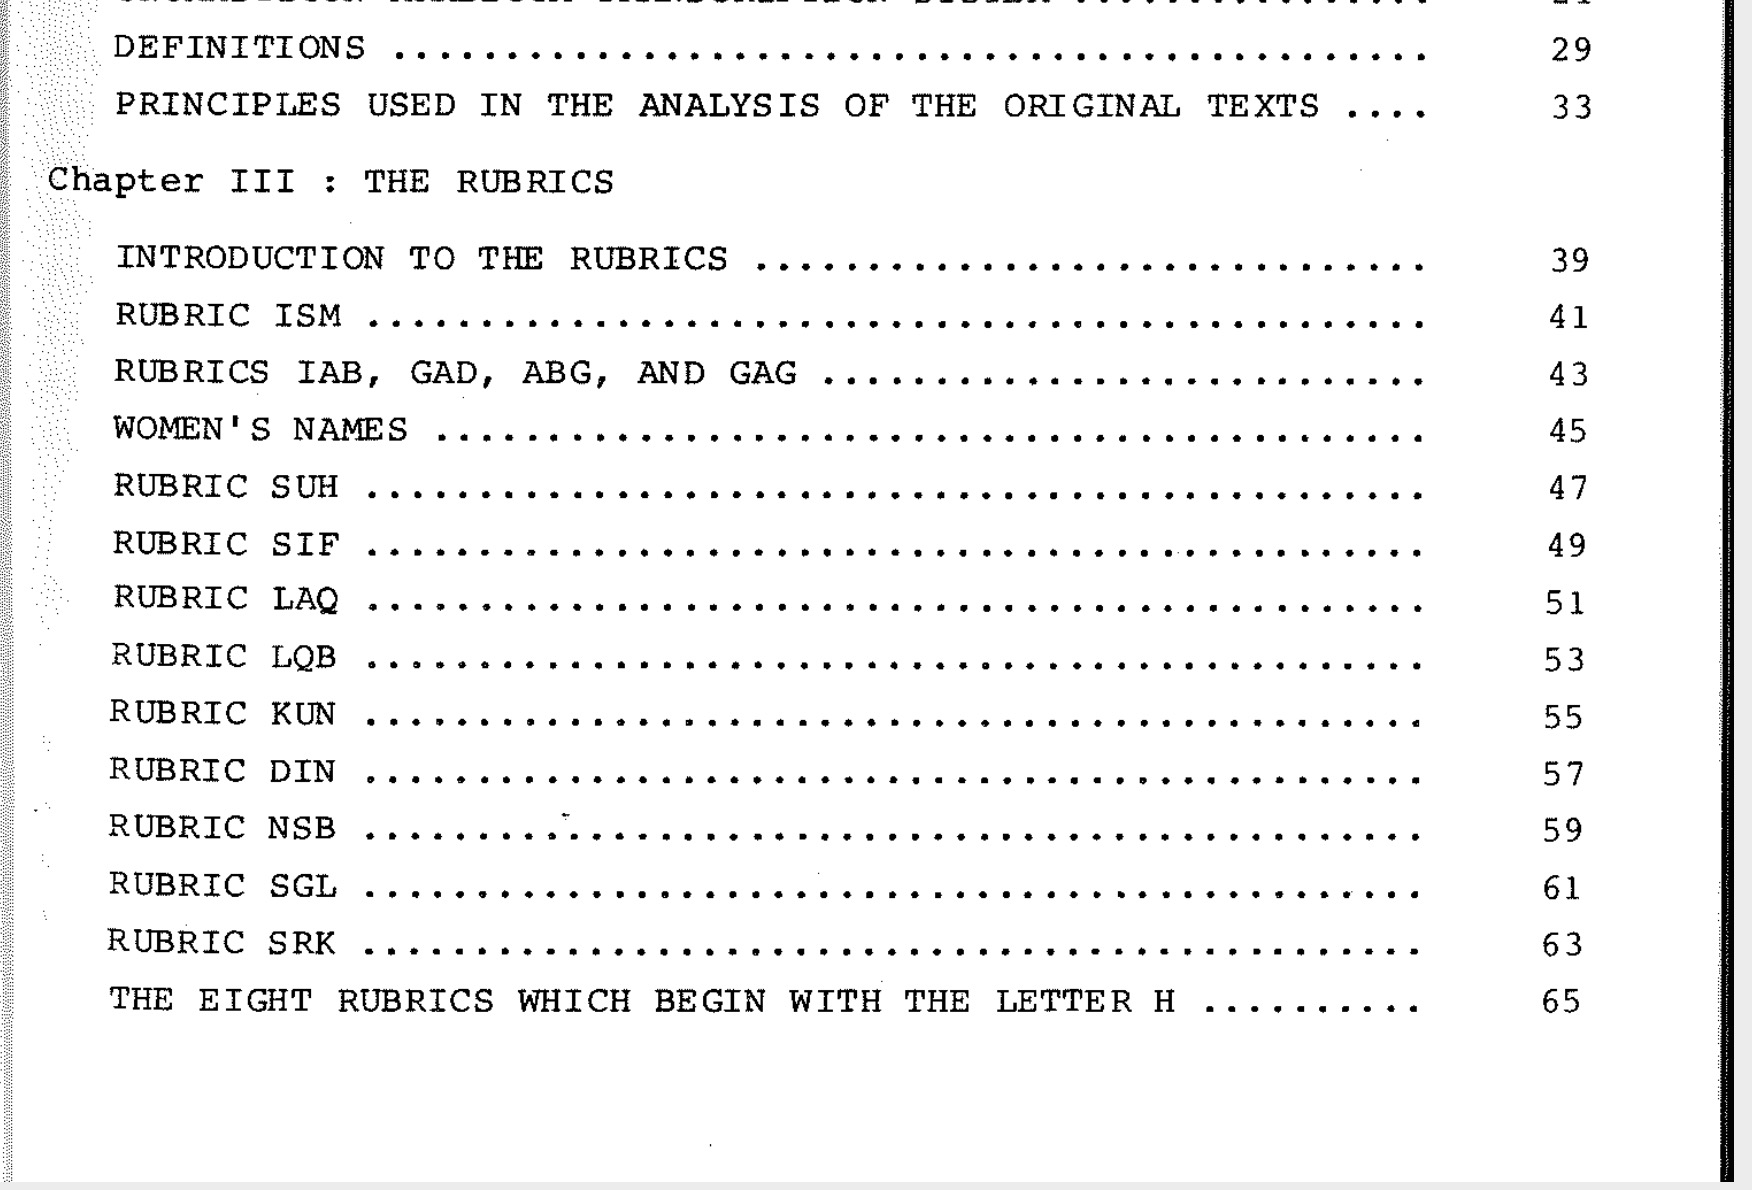 DEFINITIONS .............................................. 29
PRINCIPLES USED IN THE ANALYSIS OF THE ORIGINAL TEXTS .... 33
Chapter III : THE RUBRICS
INTRODUCTION TO THE RUBRICS .............................. 39
RUBRIC ISM ............................................... 41
RUBRICS IAB, GAD, ABG, AND GAG ........................... 43
WOMEN'S NAMES ............................................ 45
RUBRIC SUH ............................................... 47
RUBRIC SIF ............................................... 49
RUBRIC LAQ ............................................... 51
RUBRIC LQB ............................................... 53
RUBRIC KUN ............................................... 55
RUBRIC DIN ............................................... 57
RUBRIC NSB ............................................... 59
RUBRIC SGL ............................................... 61
RUBRIC SRK ............................................... 63
THE EIGHT RUBRICS WHICH BEGIN WITH THE LETTER H .......... 65